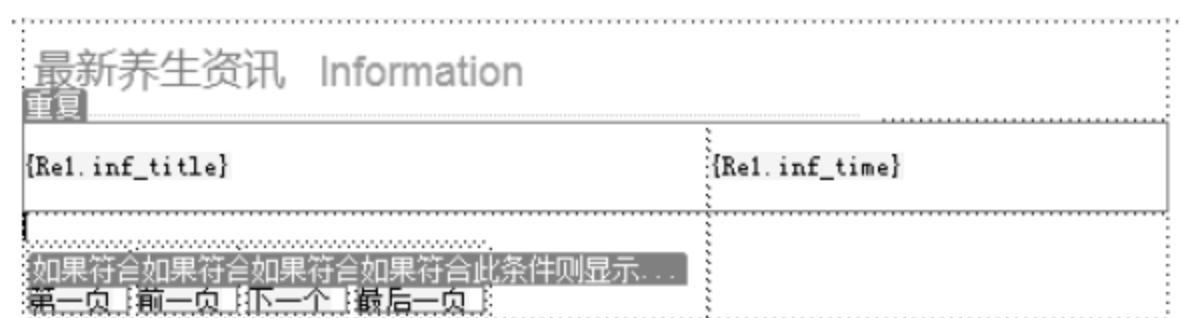 最新养生资讯 Information
重复
{Re1.inf_title} {Re1.inf_time}
如果符合如果符合如果符合如果符合此条件则显示...
第一页 前一页 下一个 最后一页